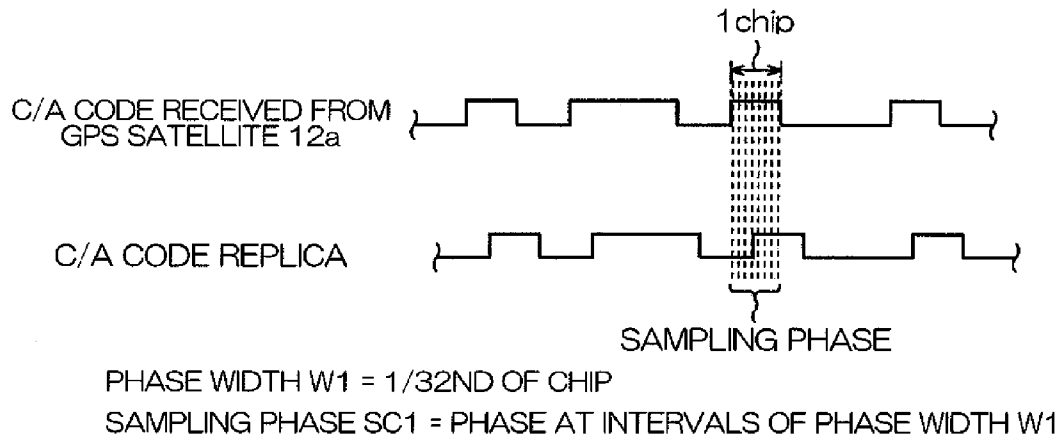 1 chip
C/A CODE RECEIVED FROM
GPS SATELLITE 12a
C/A CODE REPLICA
SAMPLING PHASE
PHASE WIDTH W1 = 1/32ND OF CHIP
SAMPLING PHASE SC1 = PHASE AT INTERVALS OF PHASE WIDTH W1